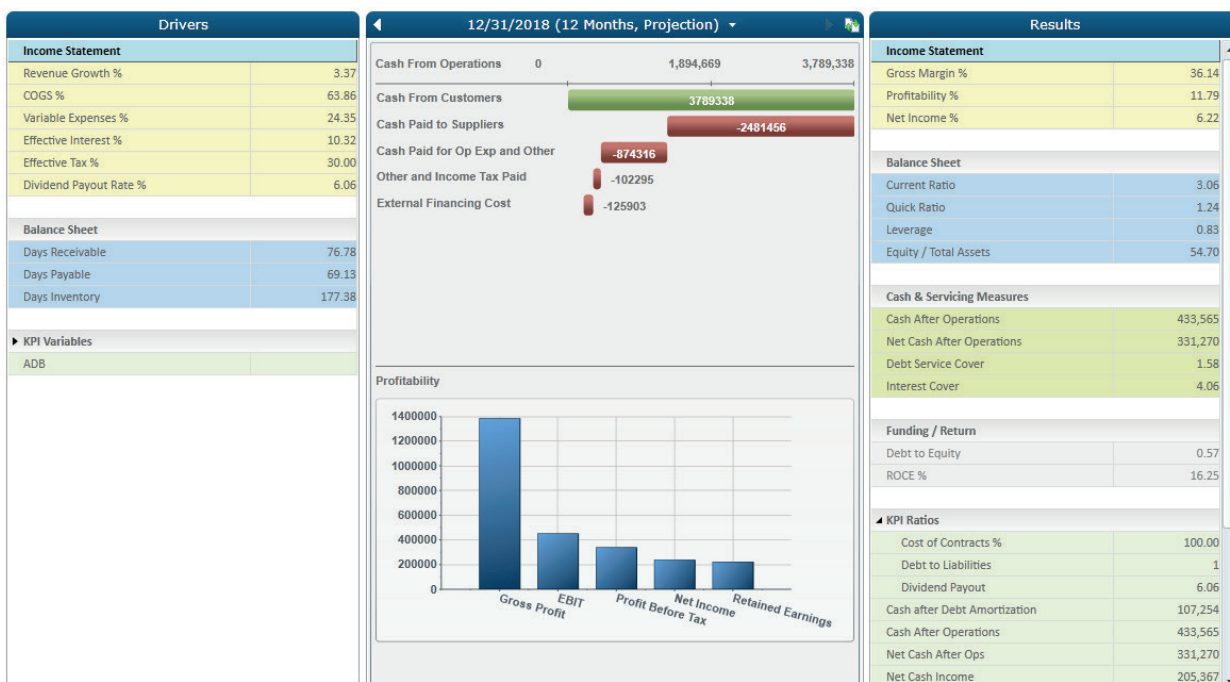 Drivers
Income Statement
Revenue Growth % 3.37
COGS % 63.86
Variable Expenses % 24.35
Effective Interest % 10.32
Effective Tax % 30.00
Dividend Payout Rate % 6.06
Balance Sheet
Days Receivable 76.78
Days Payable 69.13
Days Inventory 177.38
KPI Variables
ADB
12/31/2018 (12 Months, Projection)
Cash From Operations 0 1,894,669 3,789,338
Cash From Customers 3789338
Cash Paid to Suppliers -2481456
Cash Paid for Op Exp and Other -874316
Other and Income Tax Paid -102295
External Financing Cost -125903
Profitability
1400000
1200000
1000000
800000
600000
400000
200000
0
Gross Profit
EBIT
Profit Before Tax
Net Income
Retained Earnings
Results
Income Statement
Gross Margin % 36.14
Profitability % 11.79
Net Income % 6.22
Balance Sheet
Current Ratio 3.06
Quick Ratio 1.24
Leverage 0.83
Equity / Total Assets 54.70
Cash & Servicing Measures
Cash After Operations 433,565
Net Cash After Operations 331,270
Debt Service Cover 1.58
Interest Cover 4.06
Funding / Return
Debt to Equity 0.57
ROCE % 16.25
KPI Ratios
Cost of Contracts % 100.00
Debt to Liabilities 1
Dividend Payout 6.06
Cash after Debt Amortization 107,254
Cash After Operations 433,565
Net Cash After Ops 331,270
Net Cash Income 205,367